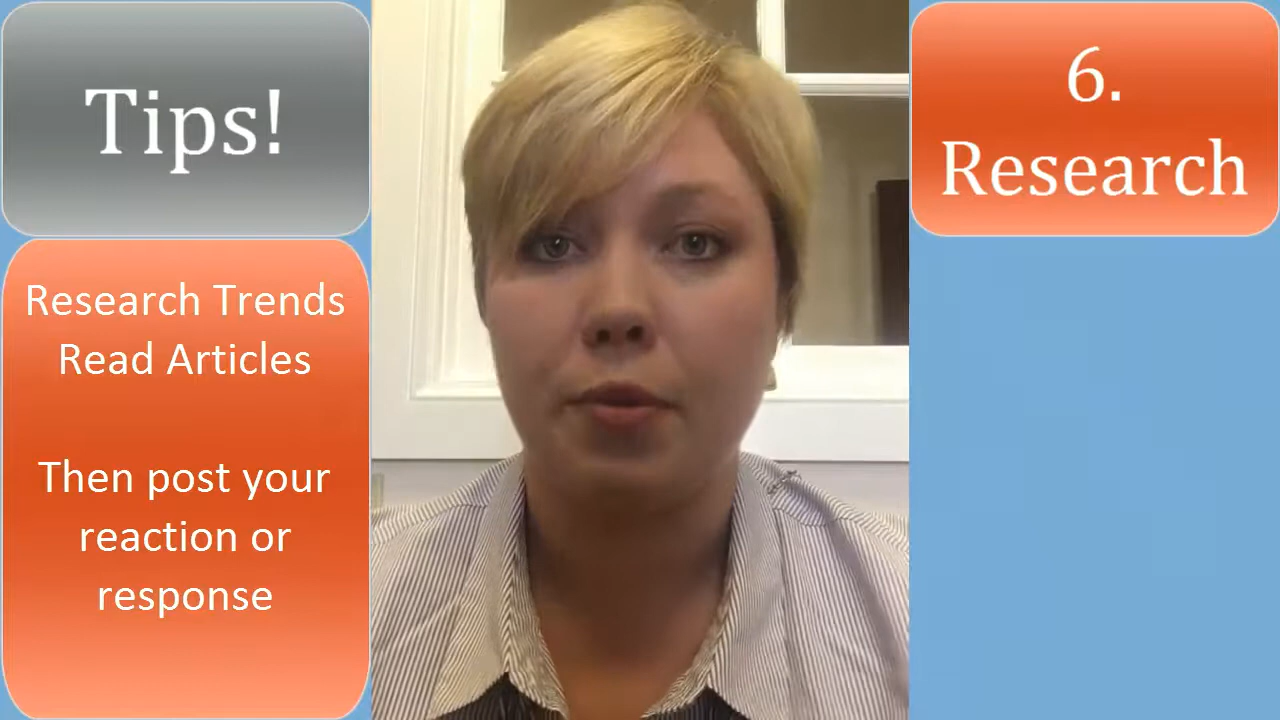 Tips!
Research Trends
Read Articles
Then post your
reaction or
response
6.
Research